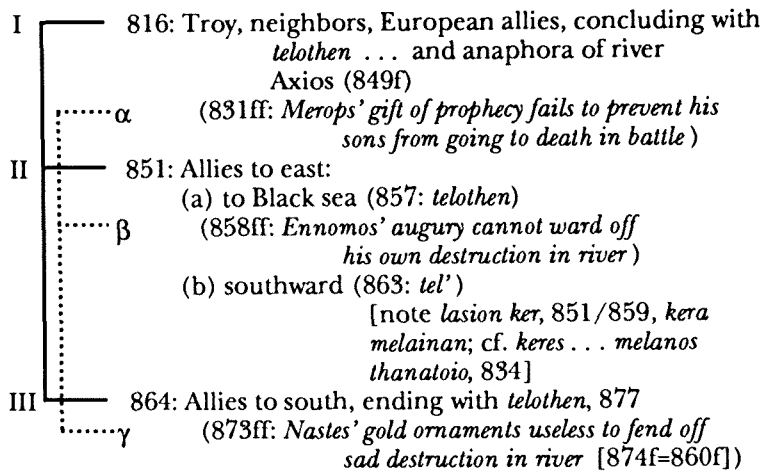 I 816: Troy, neighbors, European allies, concluding with
telothen ... and anaphora of river
Axios (849f)
α (831ff: Merops' gift of prophecy fails to prevent his
sons from going to death in battle)
II 851: Allies to east:
(a) to Black sea (857: telothen)
β (858ff: Ennomos' augury cannot ward off
his own destruction in river)
(b) southward (863: tel')
[note lasion ker, 851/859, kera
melainan; cf. keres ... melanos
thanatoio, 834]
III 864: Allies to south, ending with telothen, 877
γ (873ff: Nastes' gold ornaments useless to fend off
sad destruction in river [874f=860f])